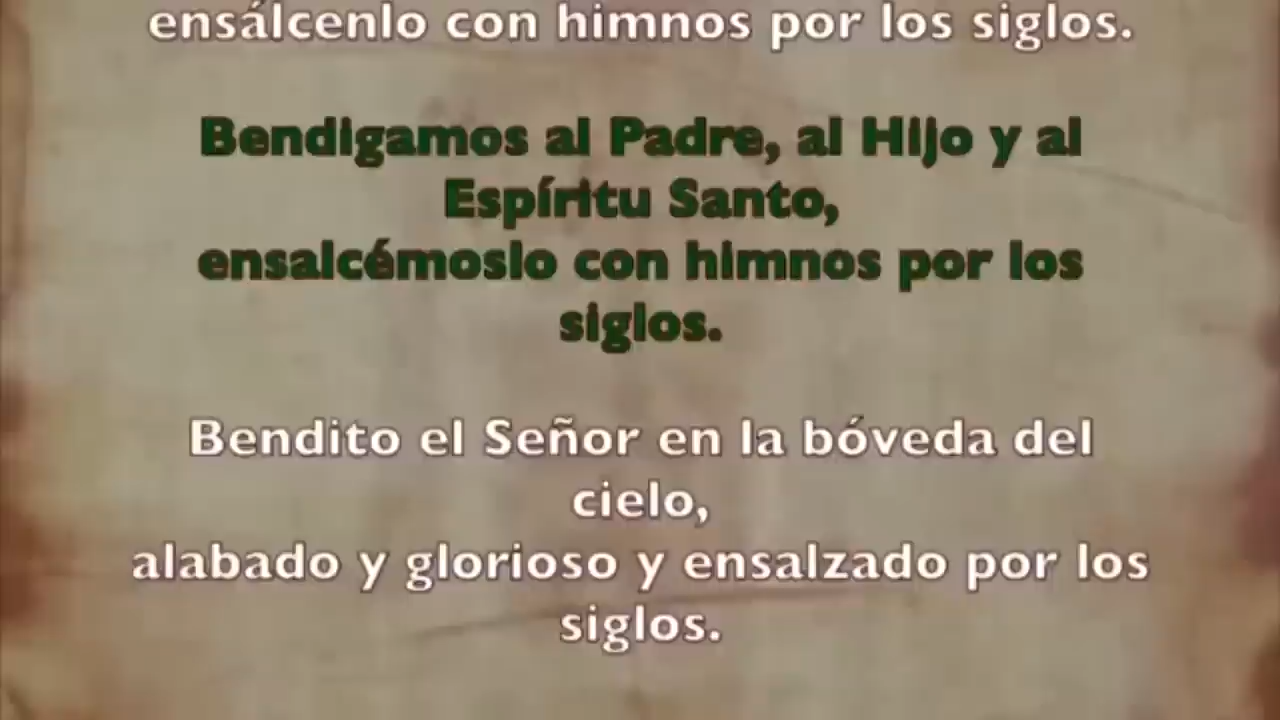 ensálcenlo con himnos por los siglos.
Bendigamos al Padre, al Hijo y al
Espíritu Santo,
ensalcémoslo con himnos por los
siglos.
Bendito el Señor en la bóveda del
cielo,
alabado y glorioso y ensalzado por los
siglos.